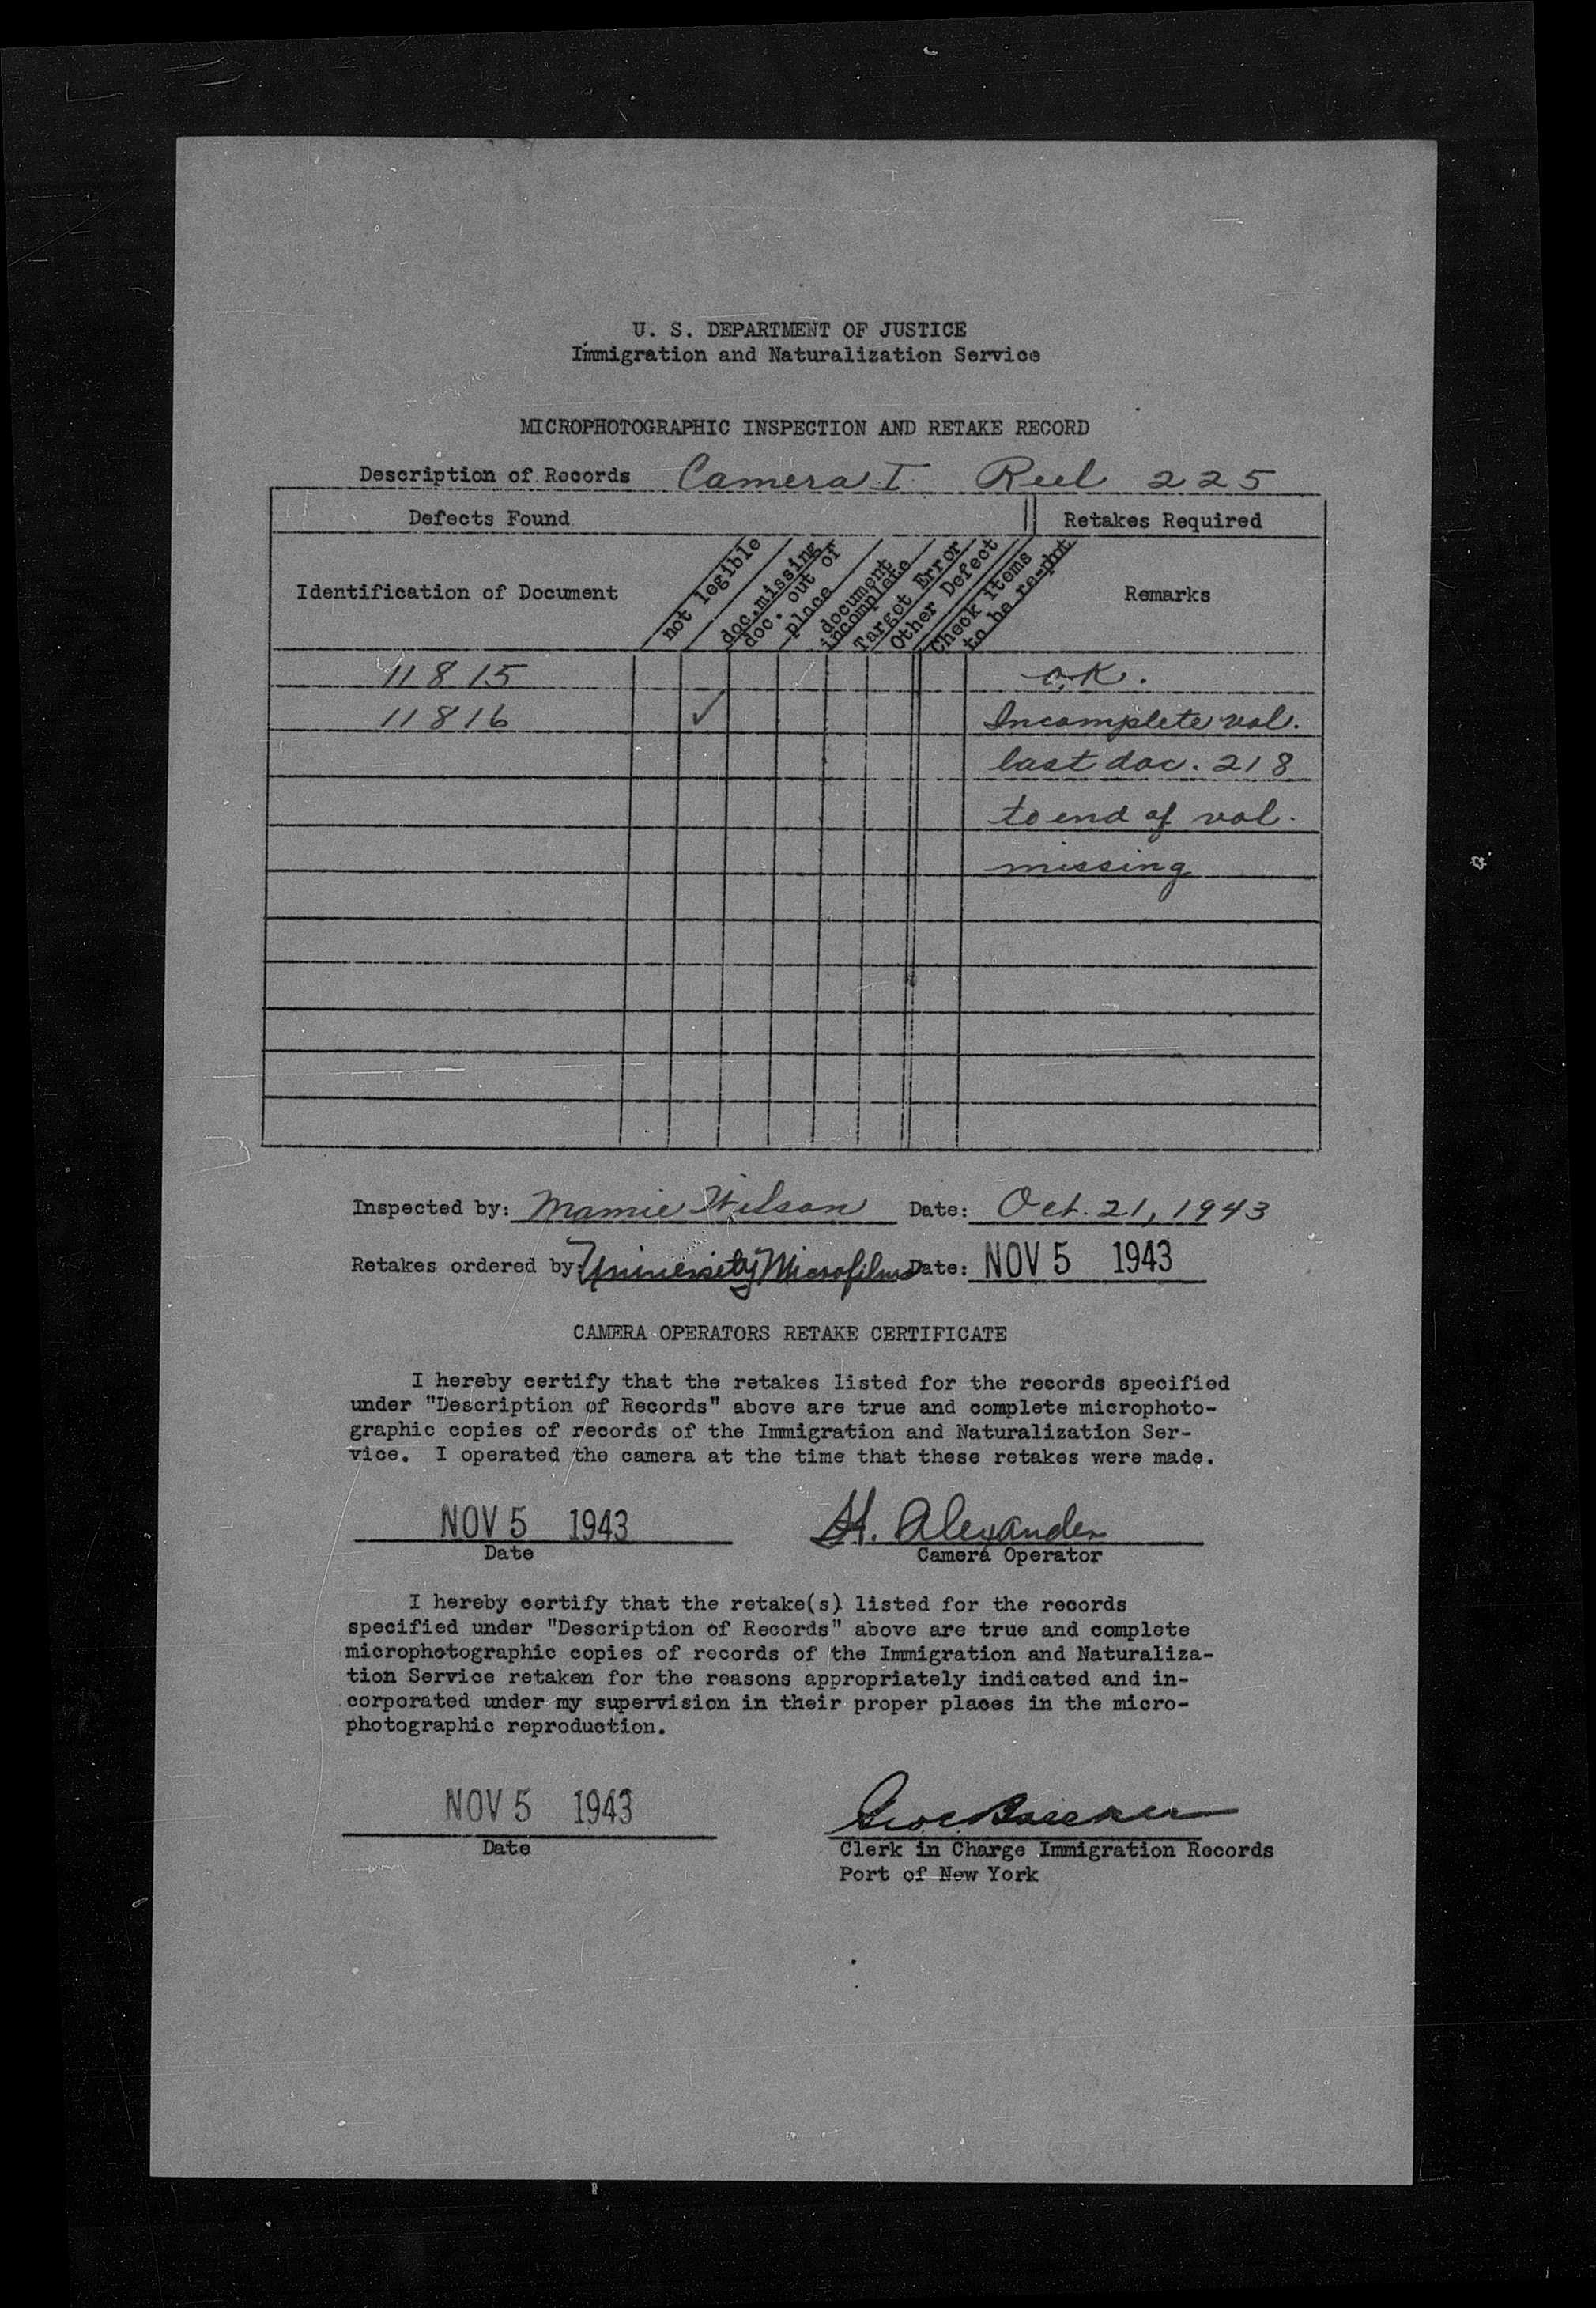 U. S. DEPARTMENT OF JUSTICE
Immigration and Naturalization Service
MICROPHOTOGRAPHIC INSPECTION AND RETAKE RECORD
Description of Records Camera I Reel 225
Defects Found Retakes Required
Identification of Document
not legible
doc. missing
doc. out of
place
document
incomplete
Target Error
Other Defect
Check items
to be re-phot
Remarks
11815 O.K.
11816 ✓ Incomplete vol.
last doc. 218
to end of vol.
missing
Inspected by: Mamie Wilson Date: Oct. 21, 1943
Retakes ordered by: University Microfilms Date: NOV 5 1943
CAMERA OPERATORS RETAKE CERTIFICATE
I hereby certify that the retakes listed for the records specified
under "Description of Records" above are true and complete microphoto-
graphic copies of records of the Immigration and Naturalization Ser-
vice. I operated the camera at the time that these retakes were made.
NOV 5 1943 H. Alexander
Date Camera Operator
I hereby certify that the retake(s) listed for the records
specified under "Description of Records" above are true and complete
microphotographic copies of records of the Immigration and Naturaliza-
tion Service retaken for the reasons appropriately indicated and in-
corporated under my supervision in their proper places in the micro-
photographic reproduction.
NOV 5 1943
Date Clerk in Charge Immigration Records
Port of New York